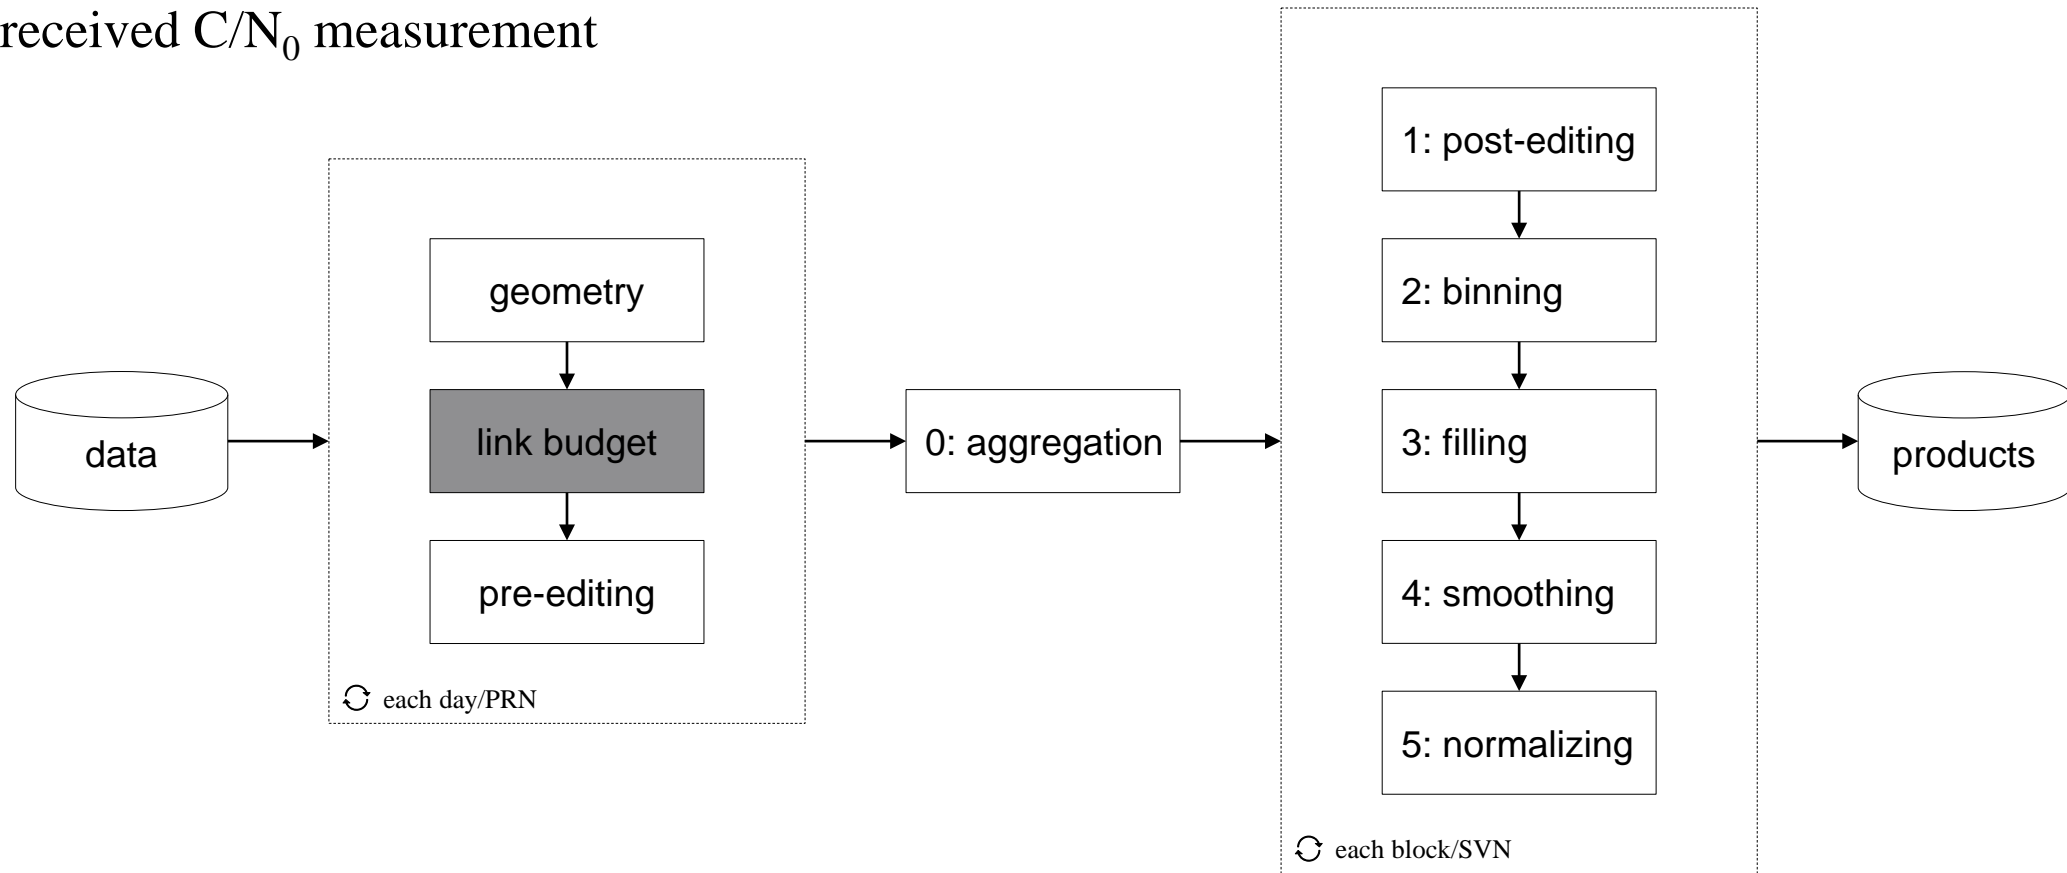 received C/N0 measurement
data
geometry
link budget
pre-editing
each day/PRN
0: aggregation
1: post-editing
2: binning
3: filling
4: smoothing
5: normalizing
each block/SVN
products